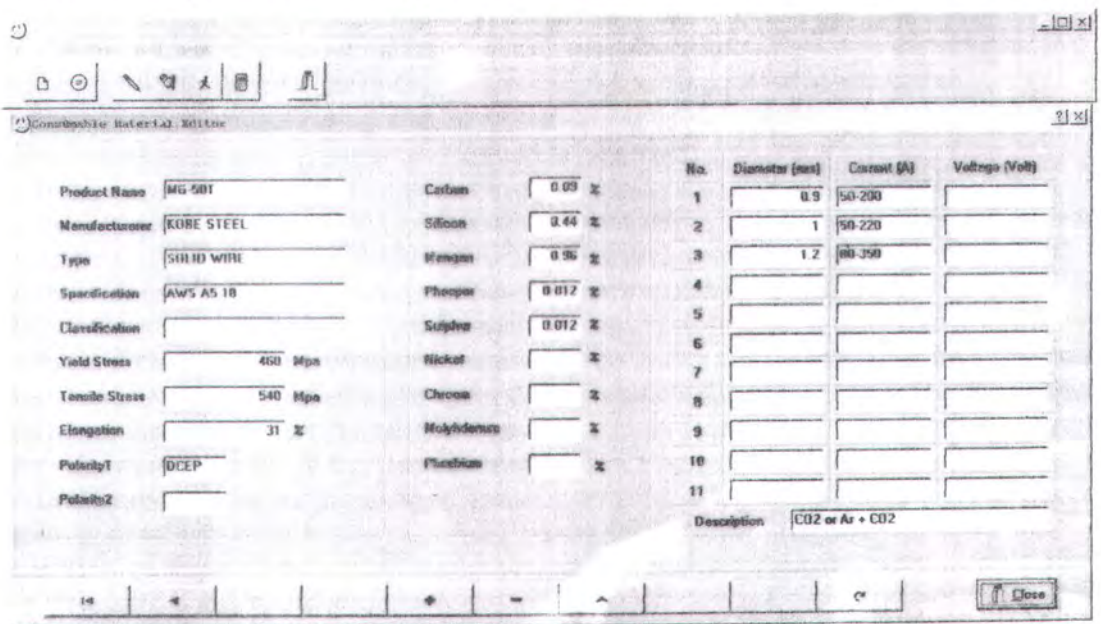 Consumable Material Editor
Product Name MG-50T
Manufacturerer KOBE STEEL
Type SOLID WIRE
Specification AWS A5 18
Classification
Yield Stress 460 Mpa
Tensile Stress 540 Mpa
Elongation 31 %
Polarity1 DCEP
Polarity2
Carbon 0.09 %
Silicon 0.44 %
Mangan 0.96 %
Phospor 0.012 %
Sulpher 0.012 %
Nickel %
Chrom %
Molybdenum %
%
No. Diameter (mm) Current (A) Voltage (Volt)
1 0.9 50-200
2 1 50-220
3 1.2 80-350
4
5
6
7
8
9
10
11
Description CO2 or Ar + CO2
Close